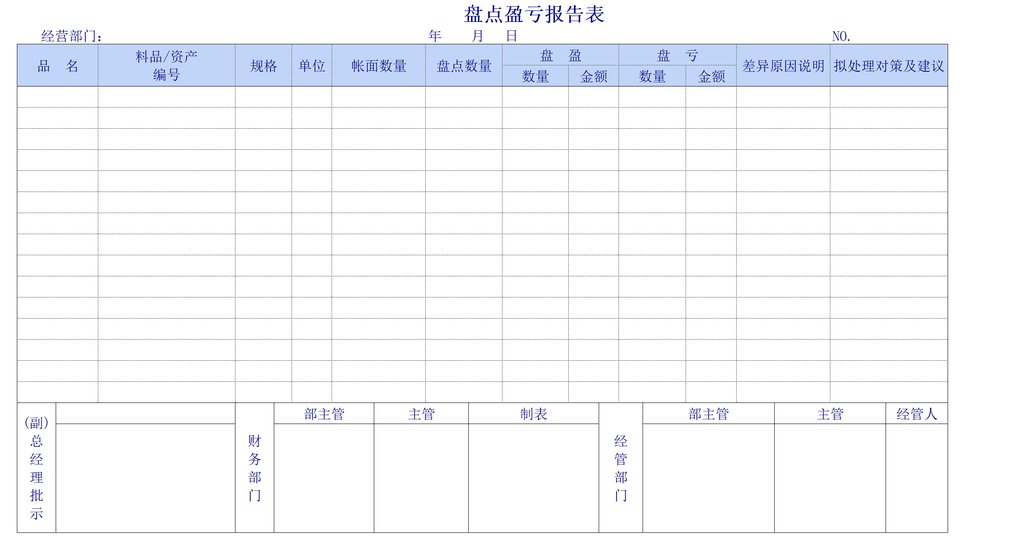 盘点盈亏报告表
经营部门： 年 月 日 NO.
品 名 料品/资产编号 规格 单位 帐面数量 盘点数量 盘 盈 盘 亏 差异原因说明 拟处理对策及建议
数量 金额 数量 金额
(副)总经理批示 财务部门 部主管 主管 制表 经管部门 部主管 主管 经管人